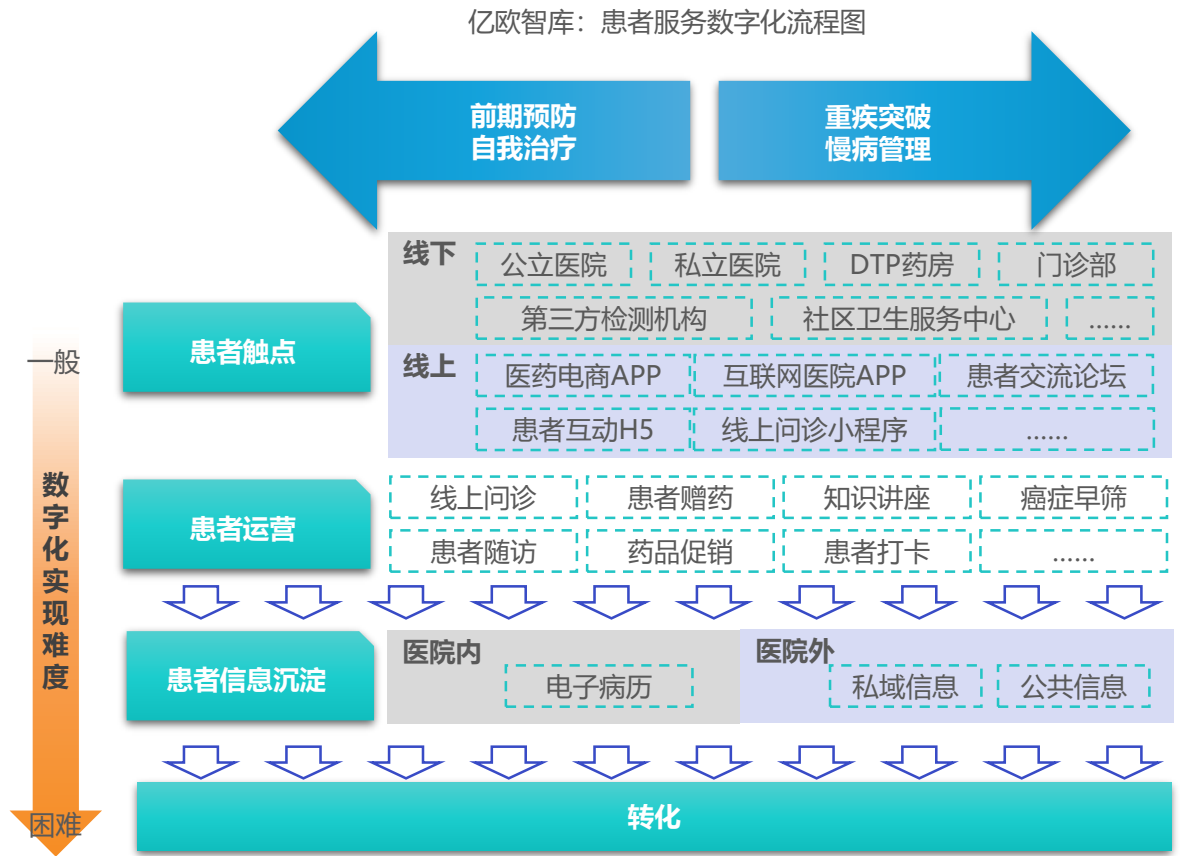 亿欧智库：患者服务数字化流程图
前期预防
自我治疗
重疾突破
慢病管理
线下
公立医院
私立医院
DTP药房
门诊部
第三方检测机构
社区卫生服务中心
......
患者触点
线上
医药电商APP
互联网医院APP
患者交流论坛
患者互动H5
线上问诊小程序
......
一般
数字化实现难度
困难
患者运营
线上问诊
患者赠药
知识讲座
癌症早筛
患者随访
药品促销
患者打卡
......
患者信息沉淀
医院内
电子病历
医院外
私域信息
公共信息
转化